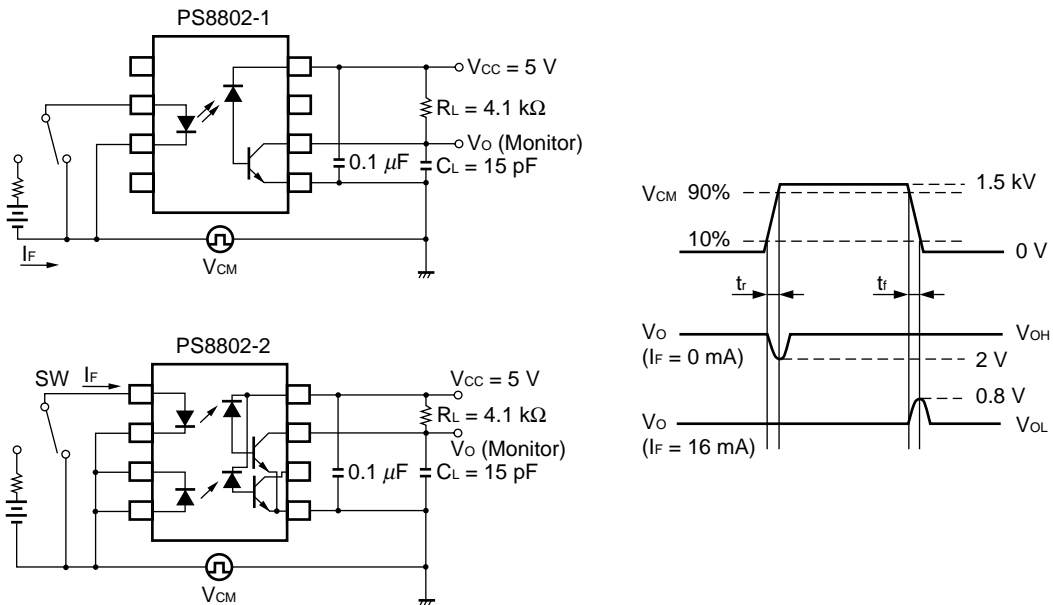 PS8802-1
VCC = 5 V
RL = 4.1 kΩ
VO (Monitor)
0.1 μF
CL = 15 pF
IF
VCM
PS8802-2
SW
IF
VCC = 5 V
RL = 4.1 kΩ
VO (Monitor)
0.1 μF
CL = 15 pF
VCM
VCM 90%
1.5 kV
10%
0 V
tr
tf
VO
(IF = 0 mA)
VOH
2 V
0.8 V
VO
(IF = 16 mA)
VOL